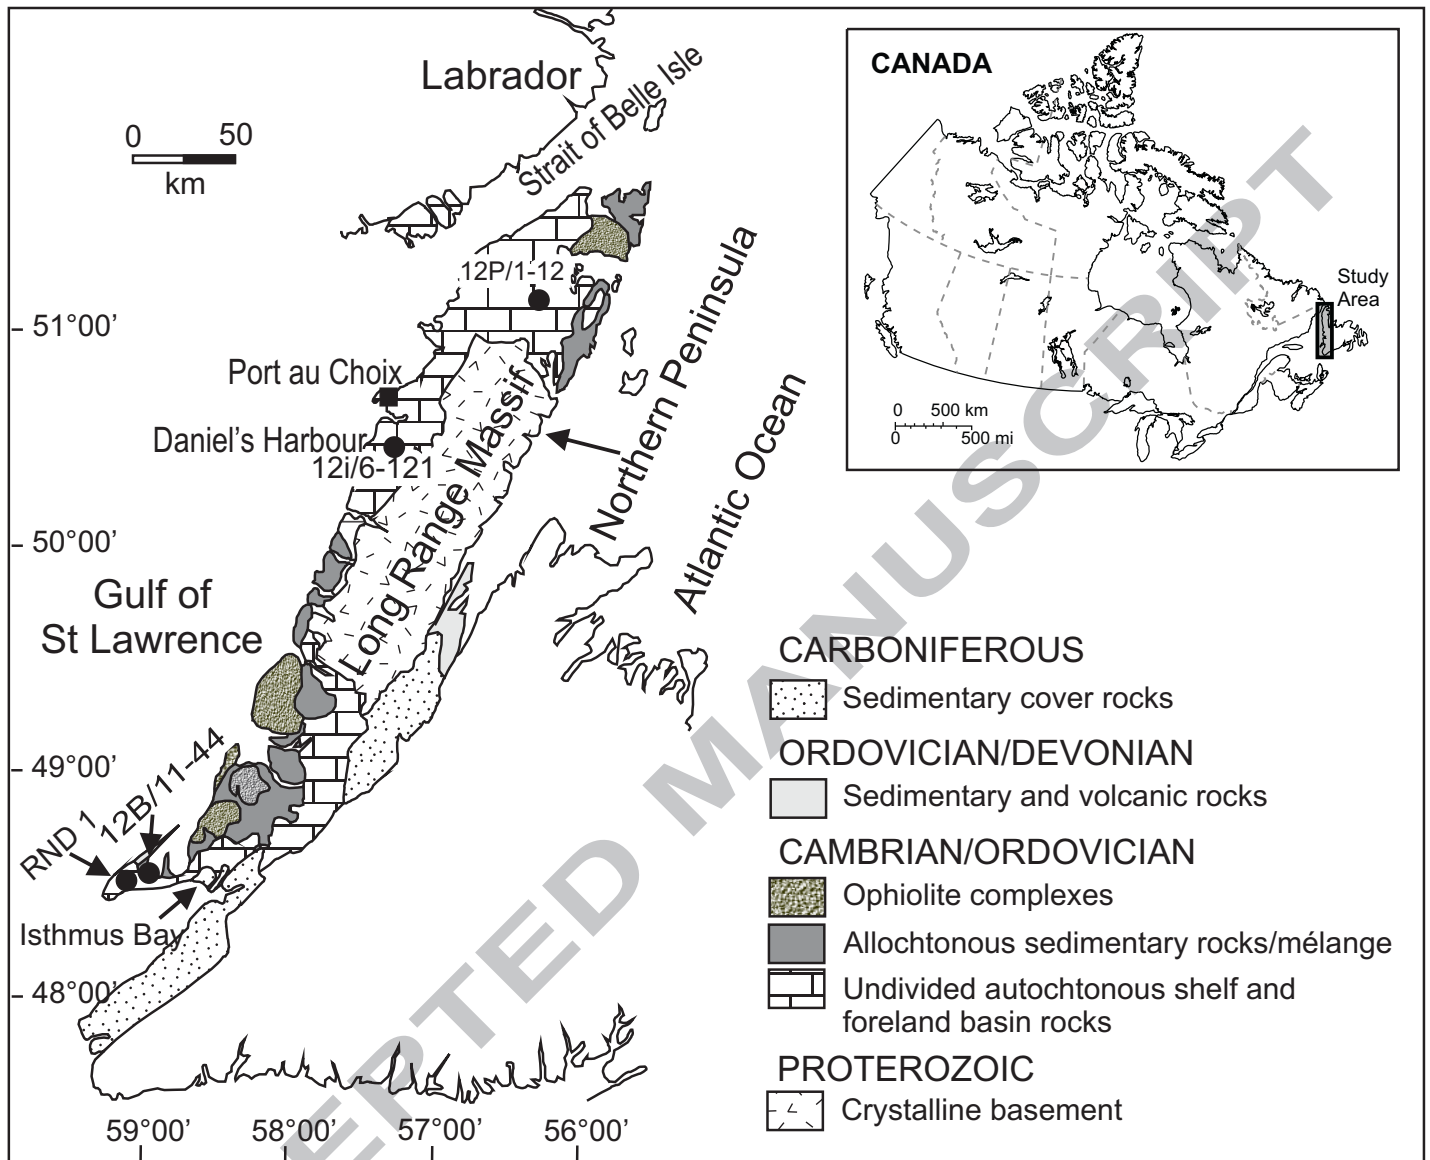 Labrador
Strait of Belle Isle
0 50
km
12P/1-12
51°00’
Port au Choix
Daniel’s Harbour
12i/6-121
Long Range Massif
Northern Peninsula
Atlantic Ocean
50°00’
Gulf of
St Lawrence
49°00’
RND 1
12B/11-44
Isthmus Bay
48°00’
59°00’ 58°00’ 57°00’ 56°00’
CANADA
Study
Area
0 500 km
0 500 mi
CARBONIFEROUS
Sedimentary cover rocks
ORDOVICIAN/DEVONIAN
Sedimentary and volcanic rocks
CAMBRIAN/ORDOVICIAN
Ophiolite complexes
Allochtonous sedimentary rocks/mélange
Undivided autochtonous shelf and
foreland basin rocks
PROTEROZOIC
Crystalline basement
EPTED MANUSCRIPT